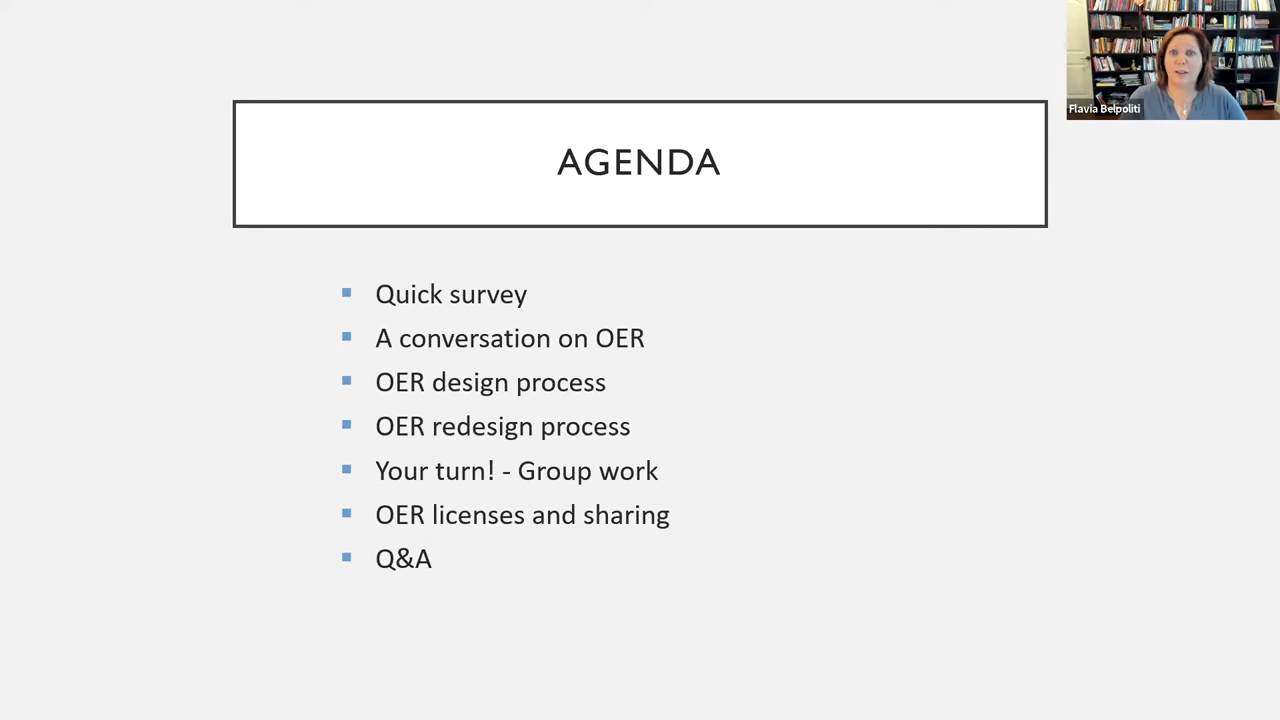 Flavia Belpoliti
AGENDA
Quick survey
A conversation on OER
OER design process
OER redesign process
Your turn! - Group work
OER licenses and sharing
Q&A